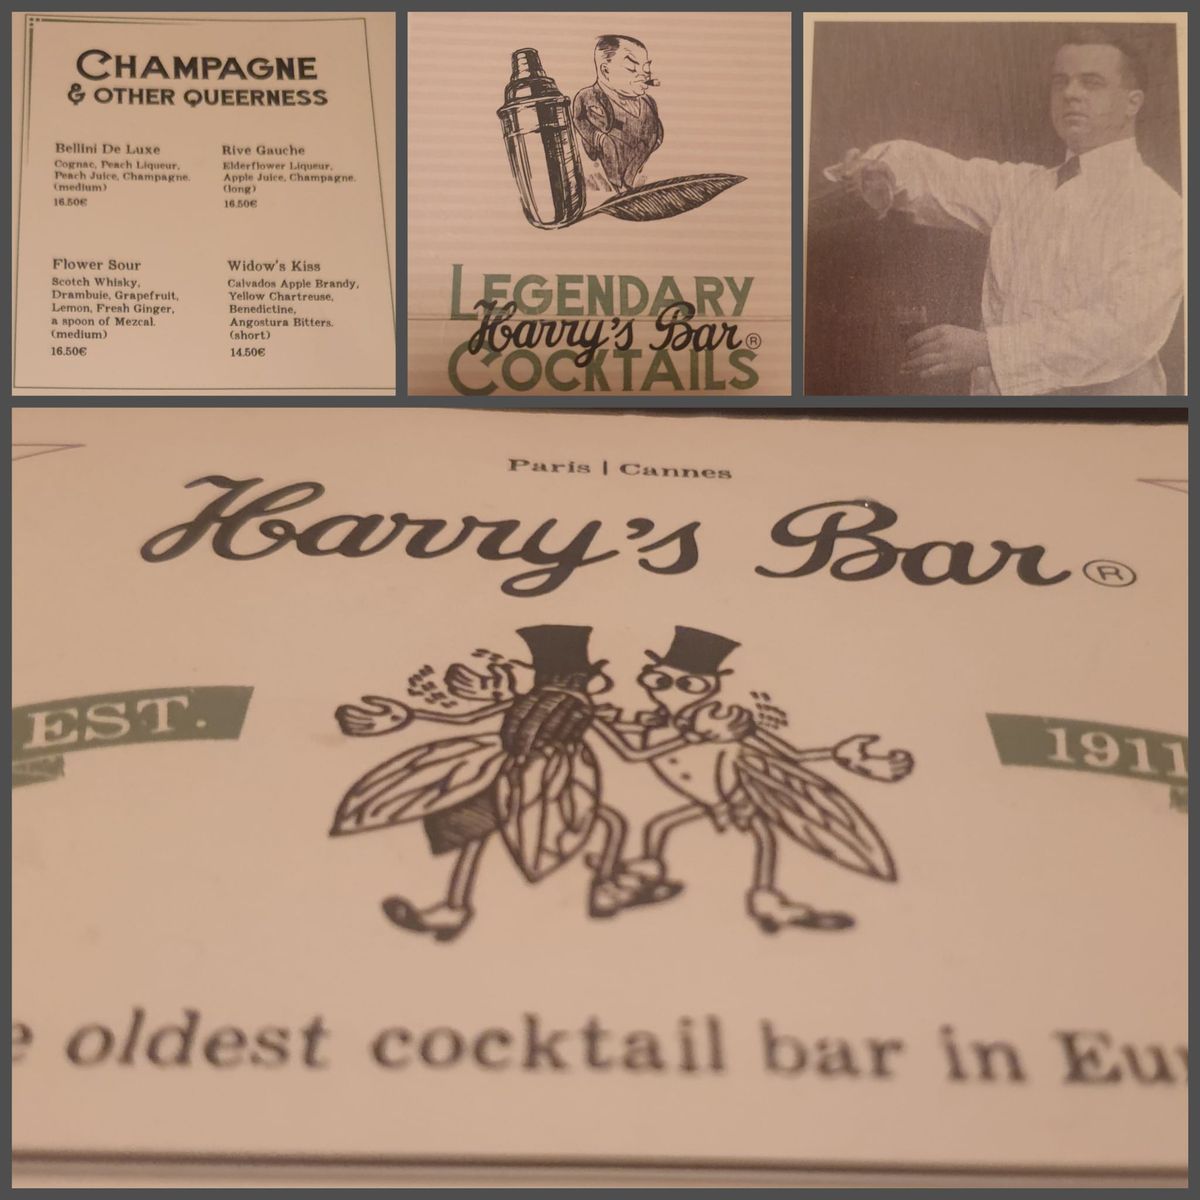 CHAMPAGNE
& OTHER QUEERNESS
Bellini De Luxe
Cognac, Peach Liqueur,
Peach Juice, Champagne.
(medium)
16.50€
Rive Gauche
Elderflower Liqueur,
Apple Juice, Champagne.
(long)
16.50€
Flower Sour
Scotch Whisky,
Drambuie, Grapefruit,
Lemon, Fresh Ginger,
a spoon of Mezcal.
(medium)
16.50€
Widow's Kiss
Calvados Apple Brandy,
Yellow Chartreuse,
Benedictine,
Angostura Bitters.
(short)
14.50€
LEGENDARY
Harry's Bar®
COCKTAILS
Paris | Cannes
Harry's Bar®
EST. 1911
e oldest cocktail bar in Eu